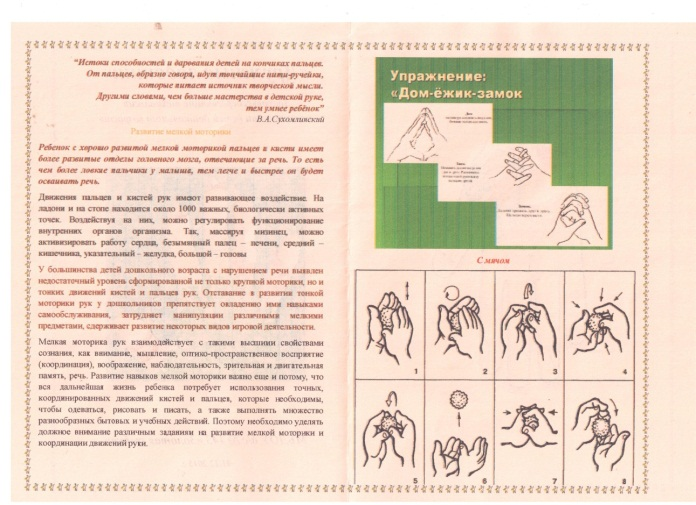 “Истоки способностей и дарования детей на кончиках пальцев.
От пальцев, образно говоря, идут тончайшие нити-ручейки,
которые питает источник творческой мысли.
Другими словами, чем больше мастерства в детской руке,
тем умнее ребёнок”
В.А.Сухомлинский
Развитие мелкой моторики
Ребенок с хорошо развитой мелкой моторикой пальцев и кисти имеет
более развитые отделы головного мозга, отвечающие за речь. То есть
чем более ловкие пальчики у малыша, тем легче и быстрее он будет
осваивать речь.
Движения пальцев и кистей рук имеют развивающее воздействие. На
ладони и на стопе находится около 1000 важных, биологически активных
точек. Воздействуя на них, можно регулировать функционирование
внутренних органов организма. Так, массируя мизинец, можно
активизировать работу сердца, безымянный палец – печени, средний –
кишечника, указательный – желудка, большой – головы
У большинства детей дошкольного возраста с нарушением речи выявлен
недостаточный уровень сформированной не только крупной моторики, но и
тонких движений кистей и пальцев рук. Отставание в развитии тонкой
моторики рук у дошкольников препятствует овладению ими навыками
самообслуживания, затрудняет манипуляции различными мелкими
предметами, сдерживает развитие некоторых видов игровой деятельности.
Мелкая моторика рук взаимодействует с такими высшими свойствами
сознания, как внимание, мышление, оптико-пространственное восприятие
(координация), воображение, наблюдательность, зрительная и двигательная
память, речь. Развитие навыков мелкой моторики важно еще и потому, что
вся дальнейшая жизнь ребенка потребует использования точных,
координированных движений кистей и пальцев, которые необходимы,
чтобы одеваться, рисовать и писать, а также выполнять множество
разнообразных бытовых и учебных действий. Поэтому необходимо уделять
должное внимание различным заданиям на развитие мелкой моторики и
координации движений руки.
Упражнение:
«Дом-ёжик-замок
С мячом
1
2
3
4
5
6
7
8